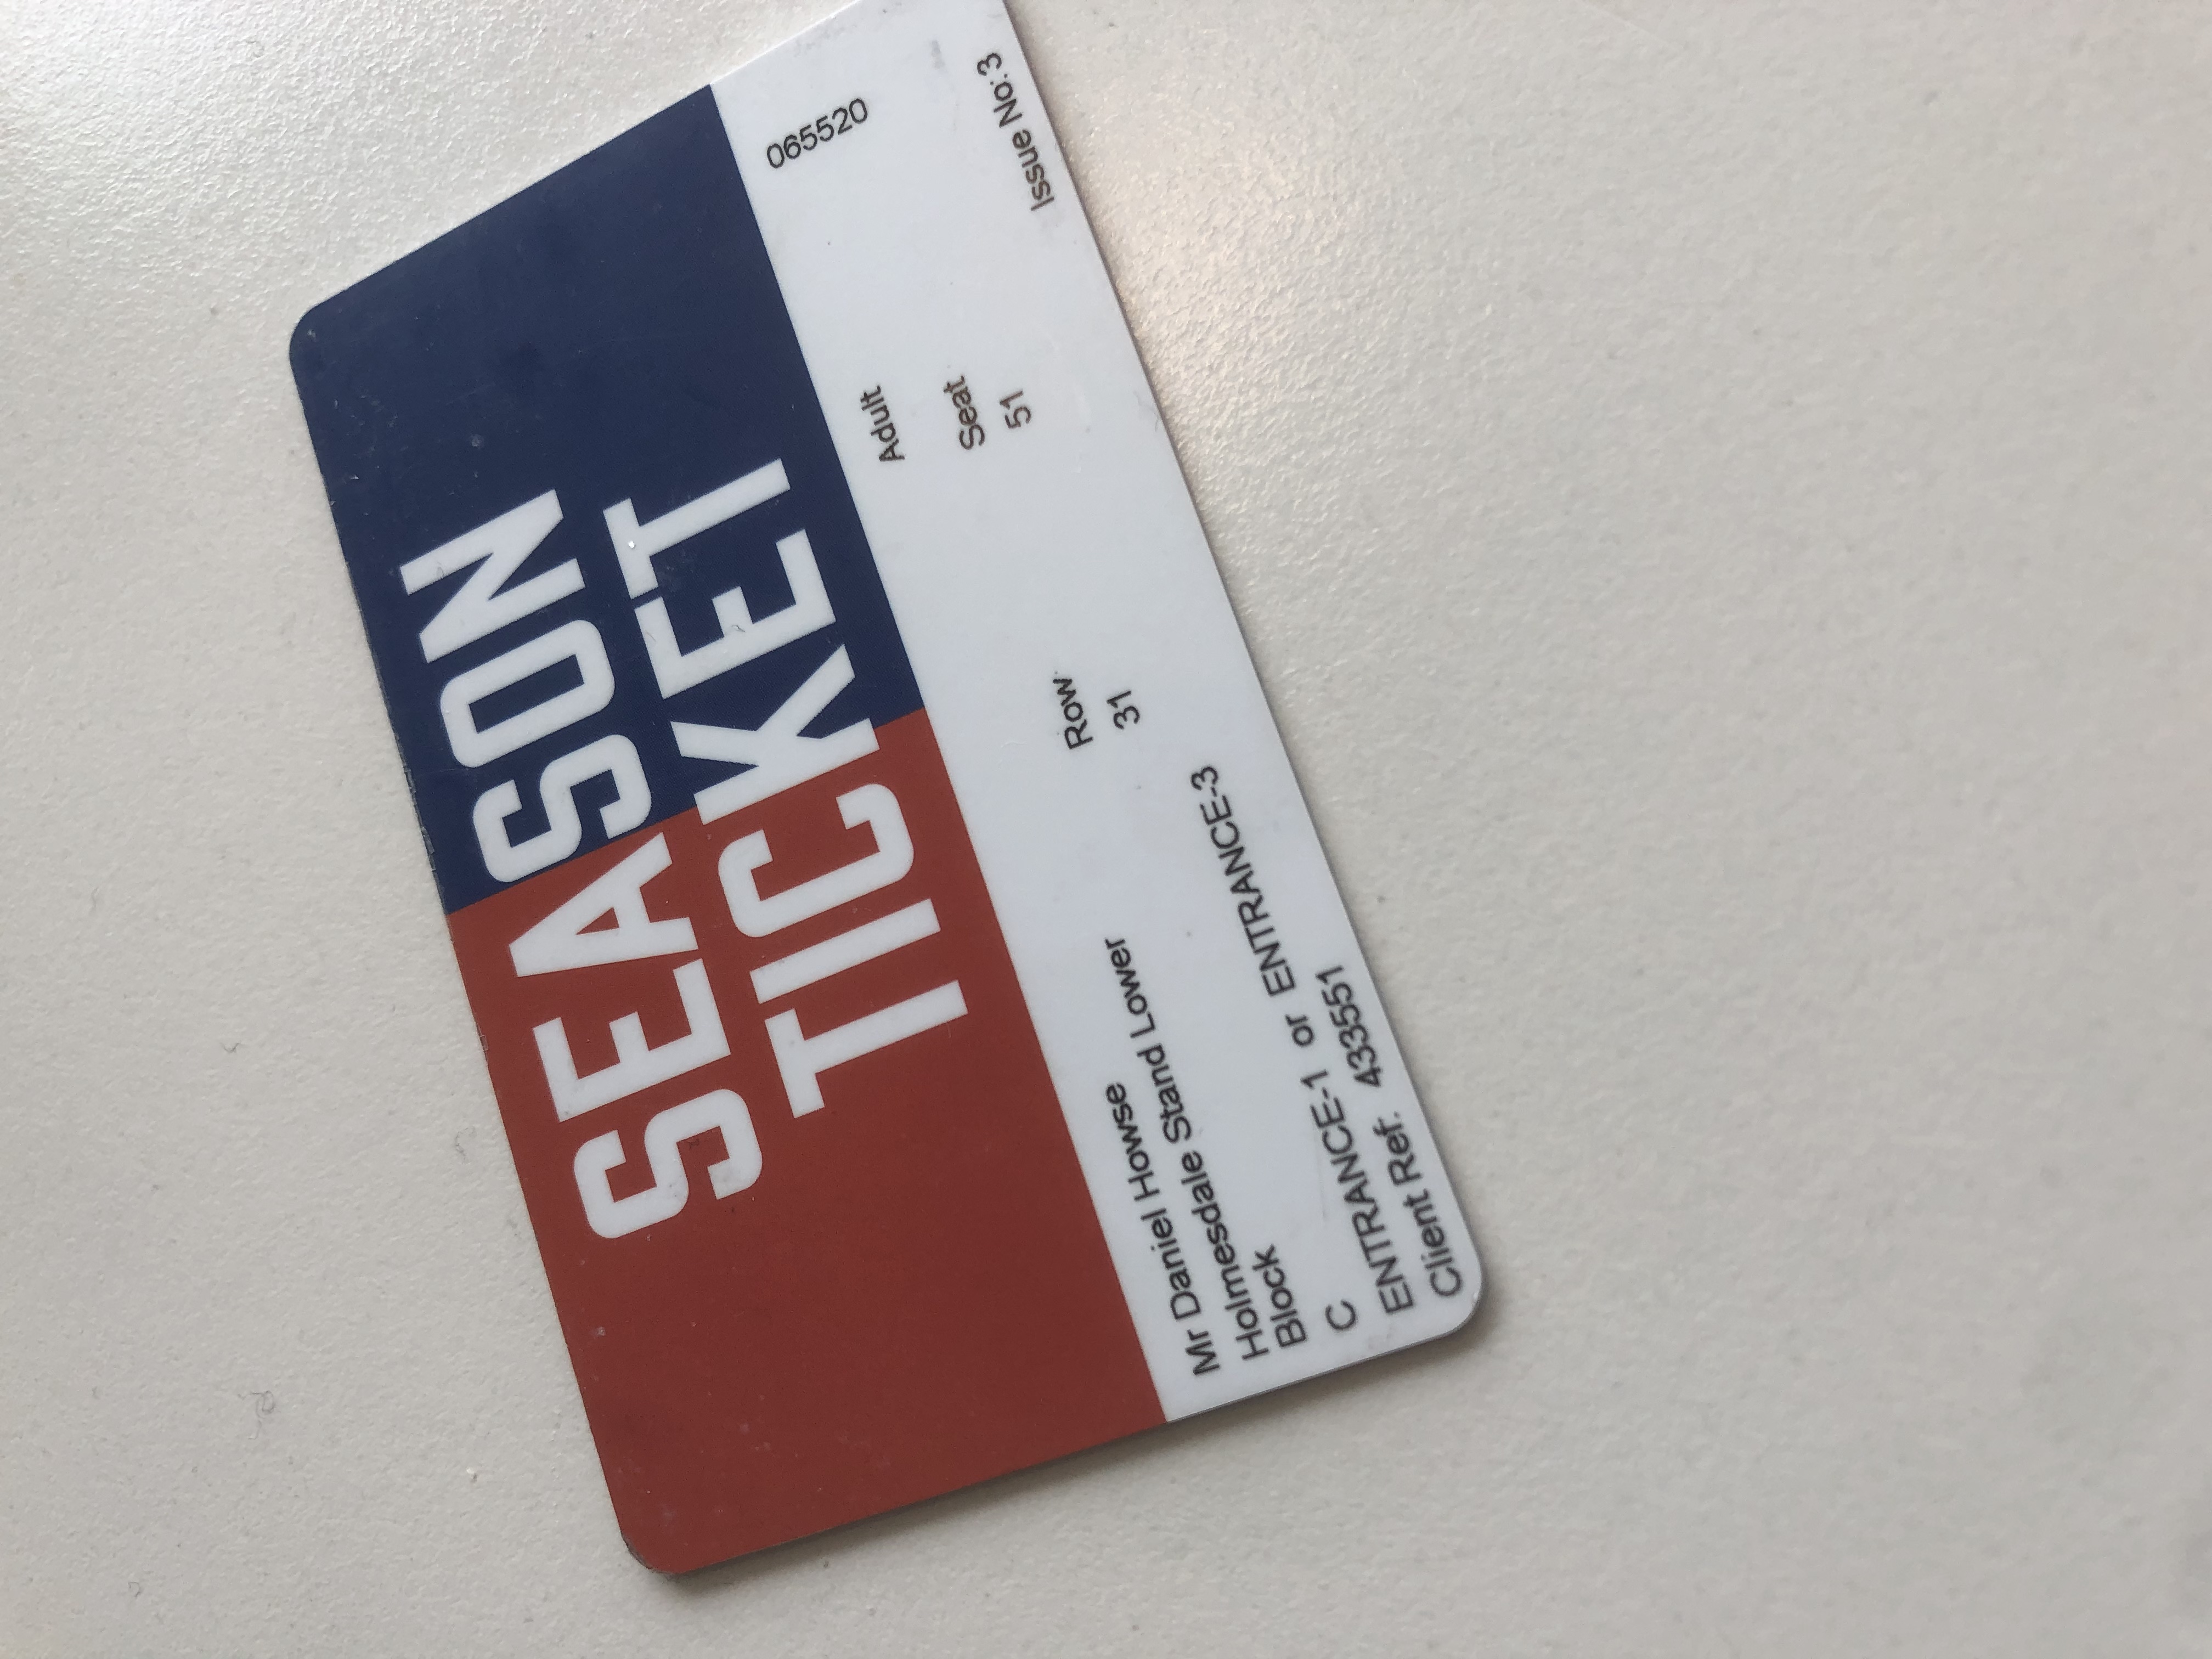 SEASON
TICKET
065520
Mr Daniel Howse
Adult
Holmesdale Stand Lower
Block Row Seat
C 31 51
ENTRANCE-1 or ENTRANCE-3
Client Ref: 4333551 Issue No:3